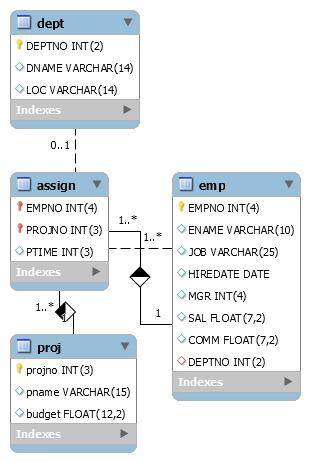 dept
DEPTNO INT(2)
DNAME VARCHAR(14)
LOC VARCHAR(14)
Indexes
0..1
assign
EMPNO INT(4)
PROJNO INT(3)
PTIME INT(3)
Indexes
1..*
1..*
emp
EMPNO INT(4)
ENAME VARCHAR(10)
JOB VARCHAR(25)
HIREDATE DATE
MGR INT(4)
SAL FLOAT(7,2)
COMM FLOAT(7,2)
DEPTNO INT(2)
Indexes
1
1..*
1
proj
projno INT(3)
pname VARCHAR(15)
budget FLOAT(12,2)
Indexes